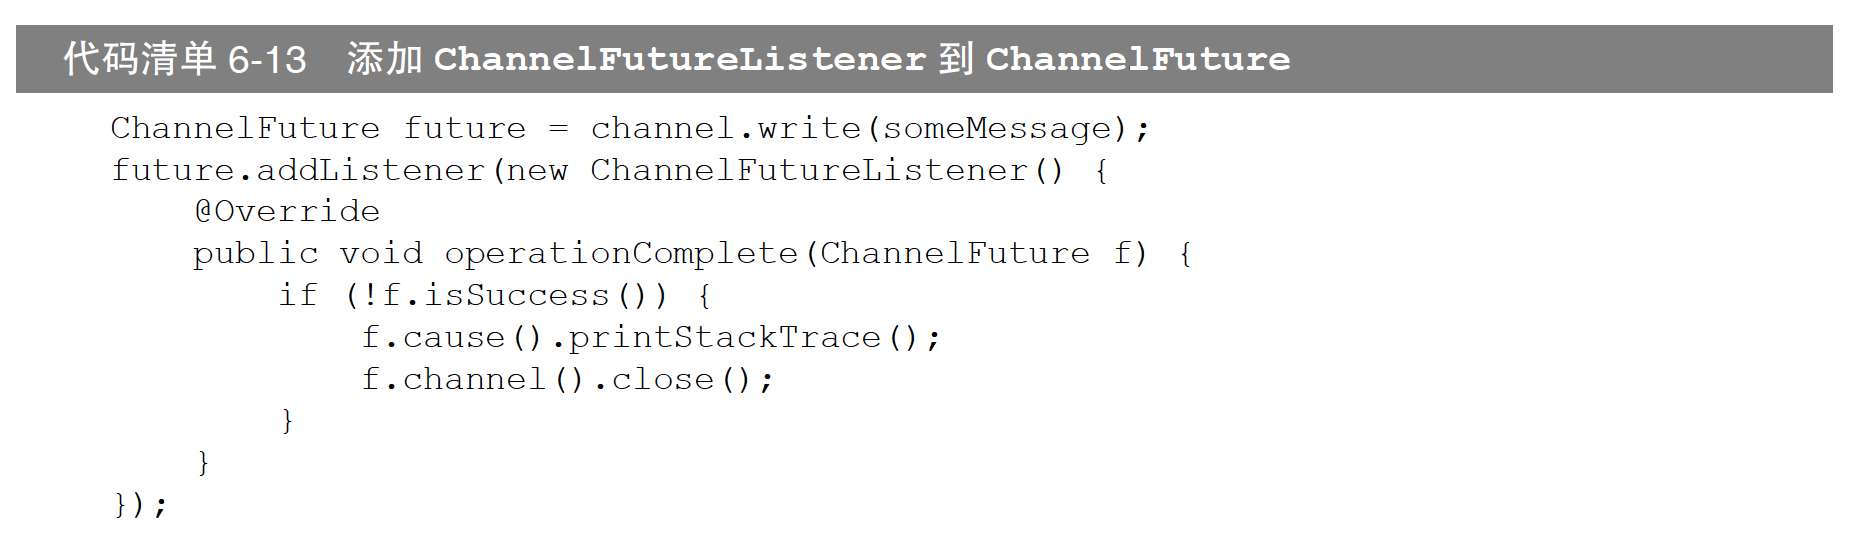 代码清单 6-13 添加 ChannelFutureListener 到 ChannelFuture
ChannelFuture future = channel.write(someMessage);
future.addListener(new ChannelFutureListener() {
    @Override
    public void operationComplete(ChannelFuture f) {
        if (!f.isSuccess()) {
            f.cause().printStackTrace();
            f.channel().close();
        }
    }
});